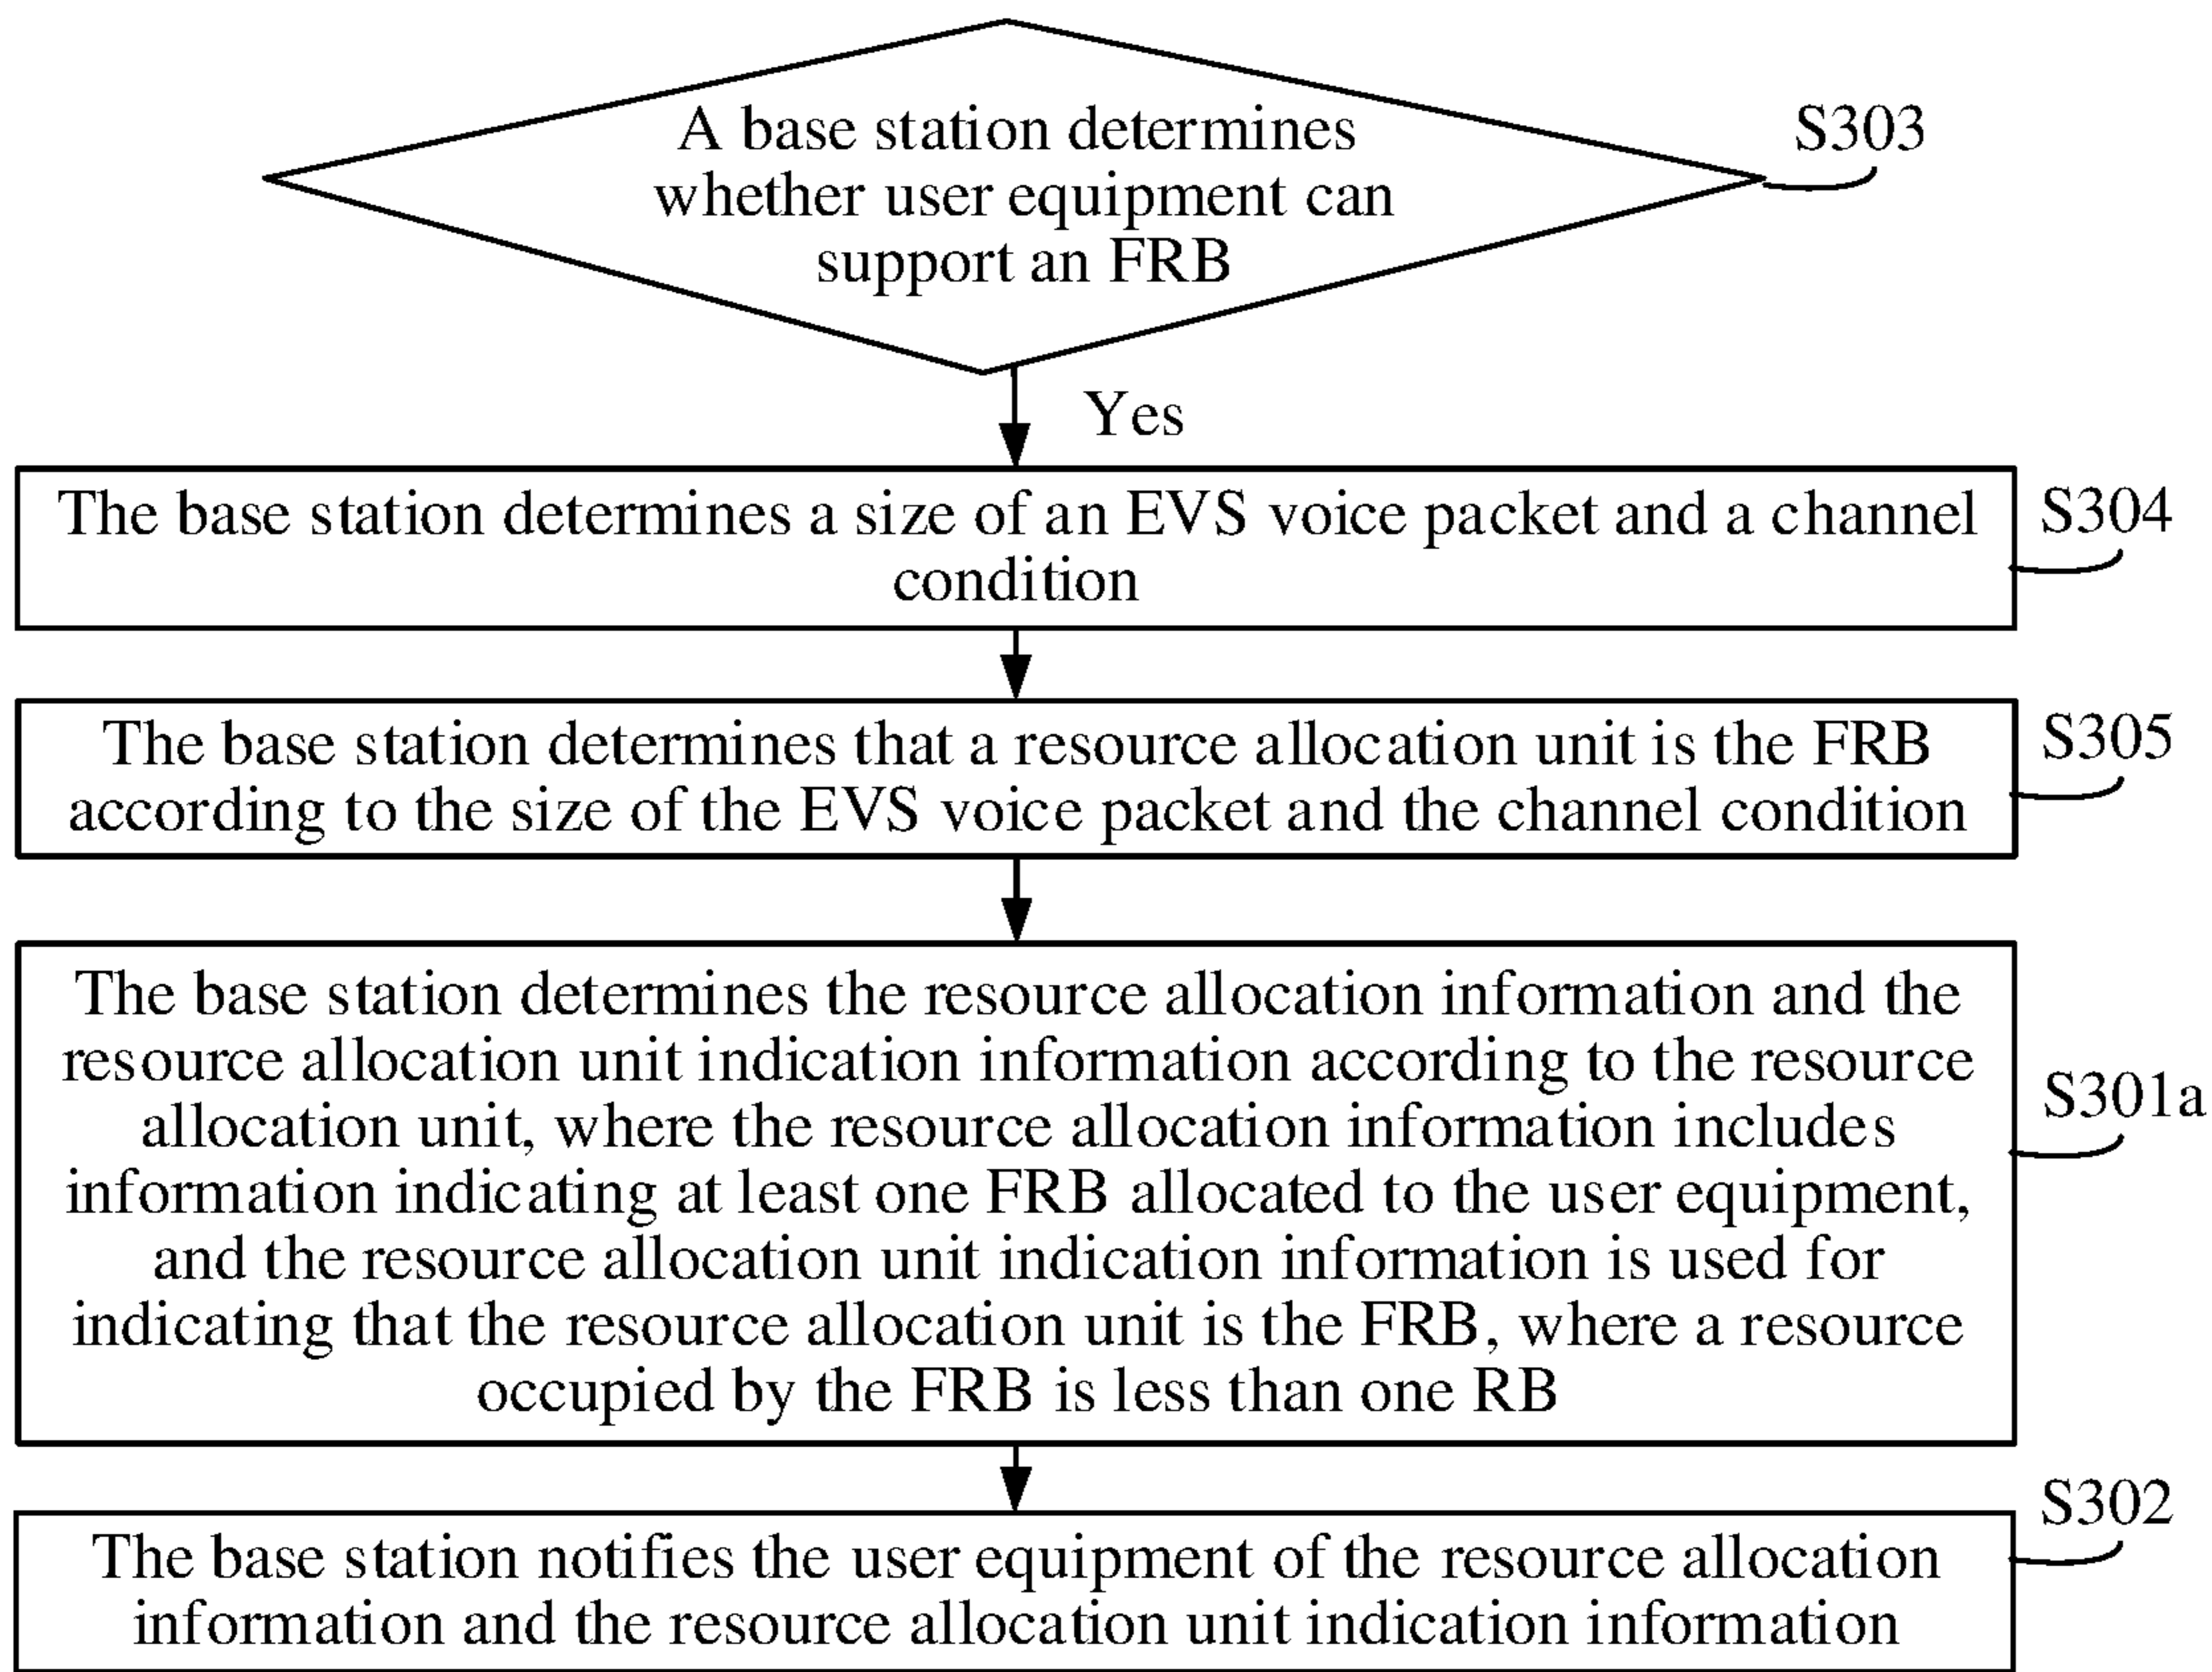 A base station determines
whether user equipment can
support an FRB
S303
Yes
The base station determines a size of an EVS voice packet and a channel
condition
S304
The base station determines that a resource allocation unit is the FRB
according to the size of the EVS voice packet and the channel condition
S305
The base station determines the resource allocation information and the
resource allocation unit indication information according to the resource
allocation unit, where the resource allocation information includes
information indicating at least one FRB allocated to the user equipment,
and the resource allocation unit indication information is used for
indicating that the resource allocation unit is the FRB, where a resource
occupied by the FRB is less than one RB
S301a
The base station notifies the user equipment of the resource allocation
information and the resource allocation unit indication information
S302